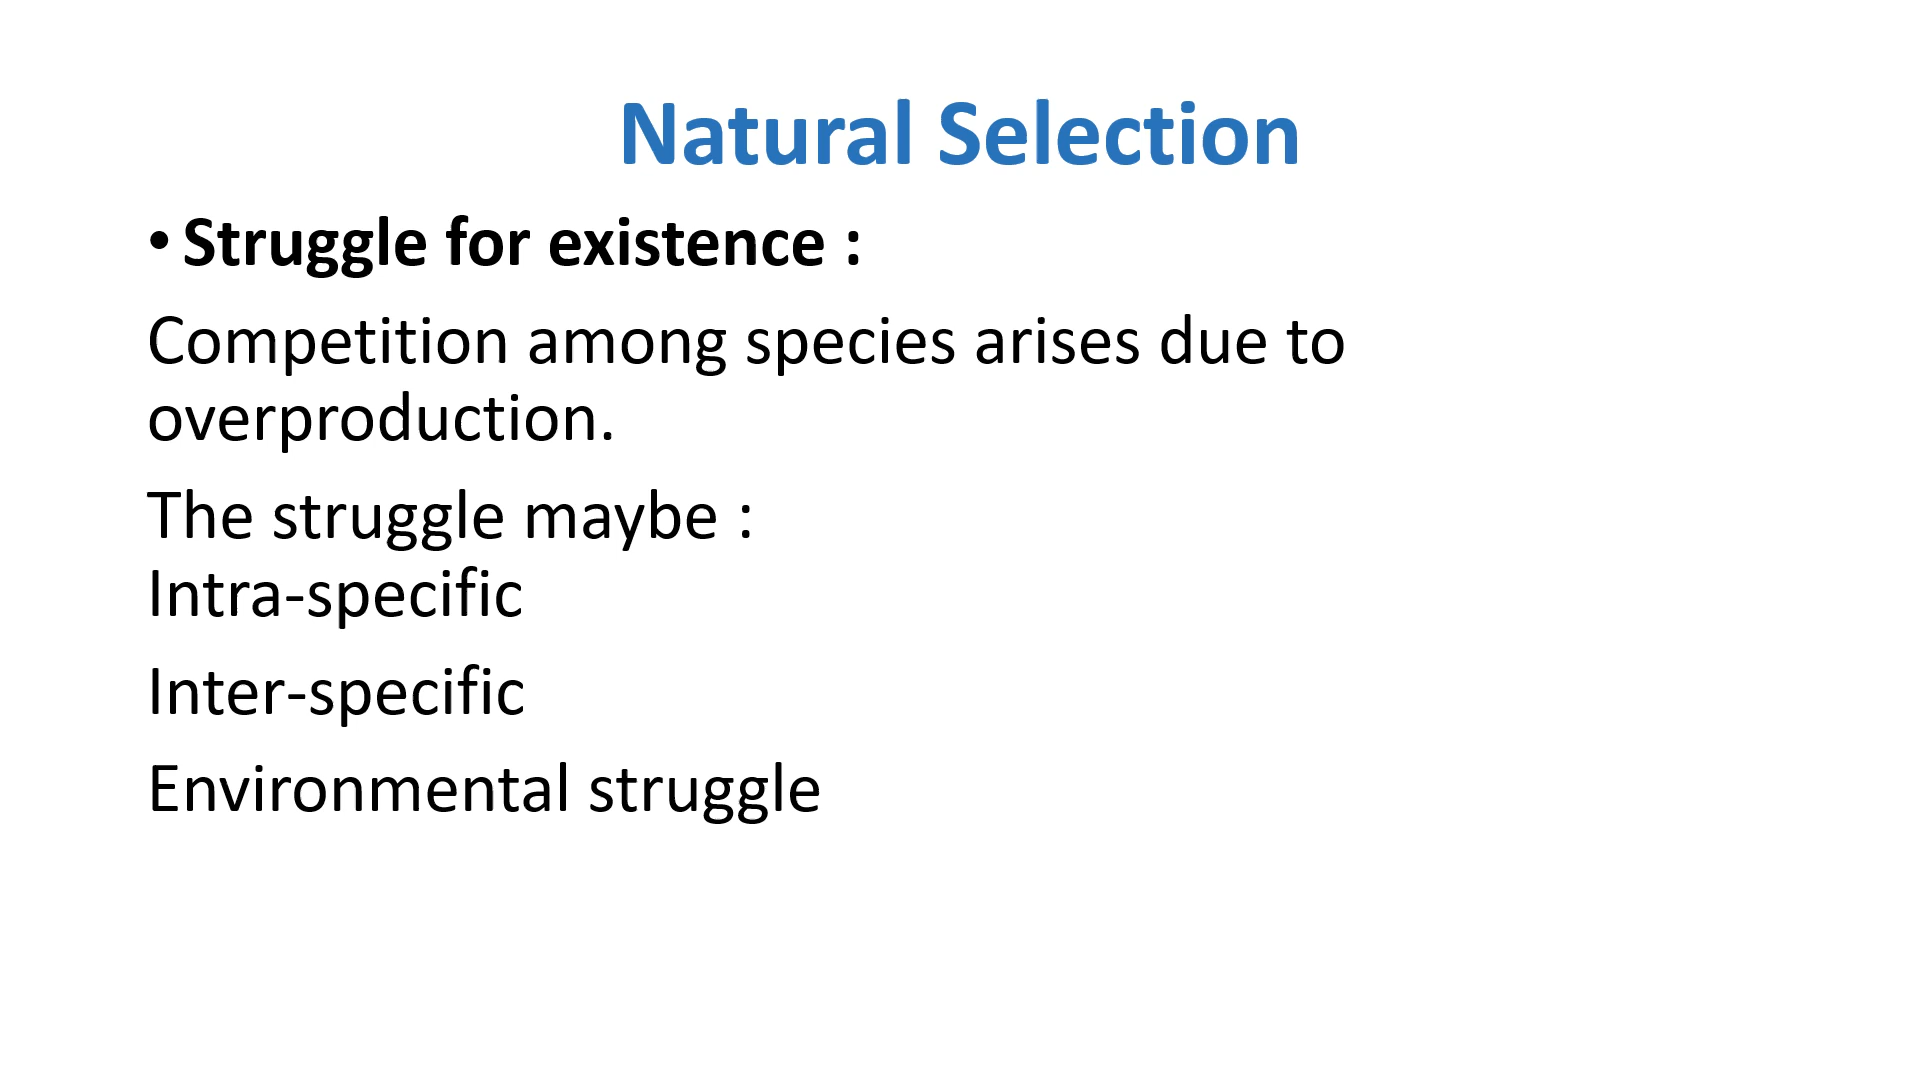 Natural Selection
• Struggle for existence :
Competition among species arises due to
overproduction.
The struggle maybe :
Intra-specific
Inter-specific
Environmental struggle